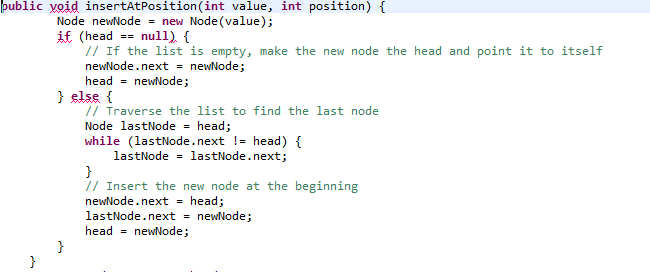 public void insertAtPosition(int value, int position) {
        Node newNode = new Node(value);
        if (head == null) {
            // If the list is empty, make the new node the head and point it to itself
            newNode.next = newNode;
            head = newNode;
        } else {
            // Traverse the list to find the last node
            Node lastNode = head;
            while (lastNode.next != head) {
                lastNode = lastNode.next;
            }
            // Insert the new node at the beginning
            newNode.next = head;
            lastNode.next = newNode;
            head = newNode;
        }
    }